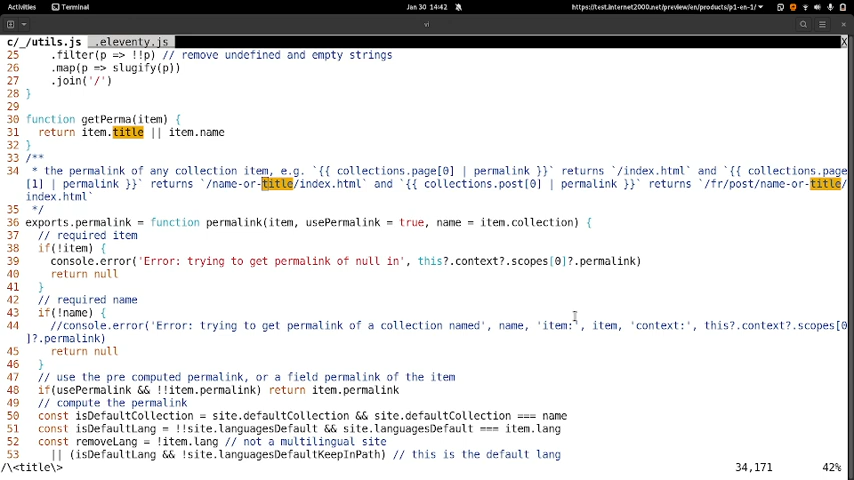 Activities
Terminal
Jan 30 14:42
https://test.internet2000.net/preview/en/products/p1-en-1/
vi
c/_/utils.js .eleventy.js X
25     .filter(p => !!p) // remove undefined and empty strings
26     .map(p => slugify(p))
27     .join('/')
28 }
29
30 function getPerma(item) {
31   return item.title || item.name
32 }
33 /**
34  * the permalink of any collection item, e.g. `{{ collections.page[0] | permalink }}` returns `/index.html` and `{{ collections.page
[1] | permalink }}` returns `/name-or-title/index.html` and `{{ collections.post[0] | permalink }}` returns `/fr/post/name-or-title/
index.html`
35  */
36 exports.permalink = function permalink(item, usePermalink = true, name = item.collection) {
37   // required item
38   if(!item) {
39     console.error('Error: trying to get permalink of null in', this?.context?.scopes[0]?.permalink)
40     return null
41   }
42   // required name
43   if(!name) {
44     //console.error('Error: trying to get permalink of a collection named', name, 'item:', item, 'context:', this?.context?.scopes[0
]?.permalink)
45     return null
46   }
47   // use the pre computed permalink, or a field permalink of the item
48   if(usePermalink && !!item.permalink) return item.permalink
49   // compute the permalink
50   const isDefaultCollection = site.defaultCollection && site.defaultCollection === name
51   const isDefaultLang = !!site.languagesDefault && site.languagesDefault === item.lang
52   const removeLang = !item.lang // not a multilingual site
53     || (isDefaultLang && !site.languagesDefaultKeepInPath) // this is the default lang
/\<title\> 34,171 42%